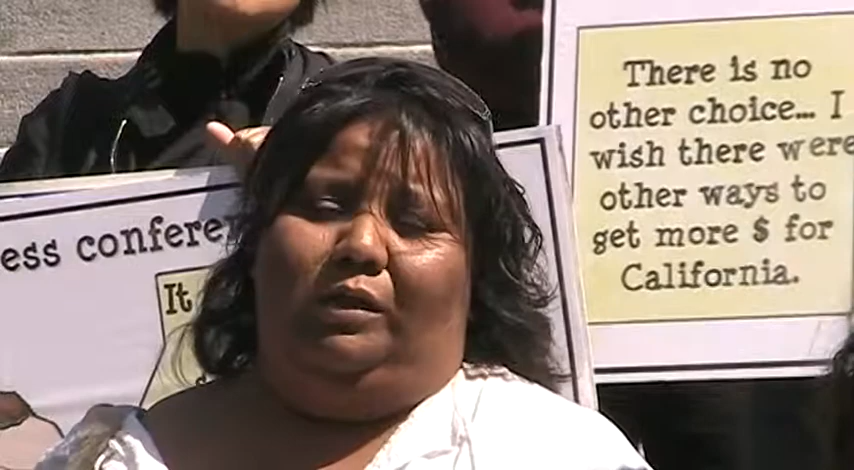 There is no
other choice... I
wish there were
other ways to
get more $ for
California.
ess conferen
It